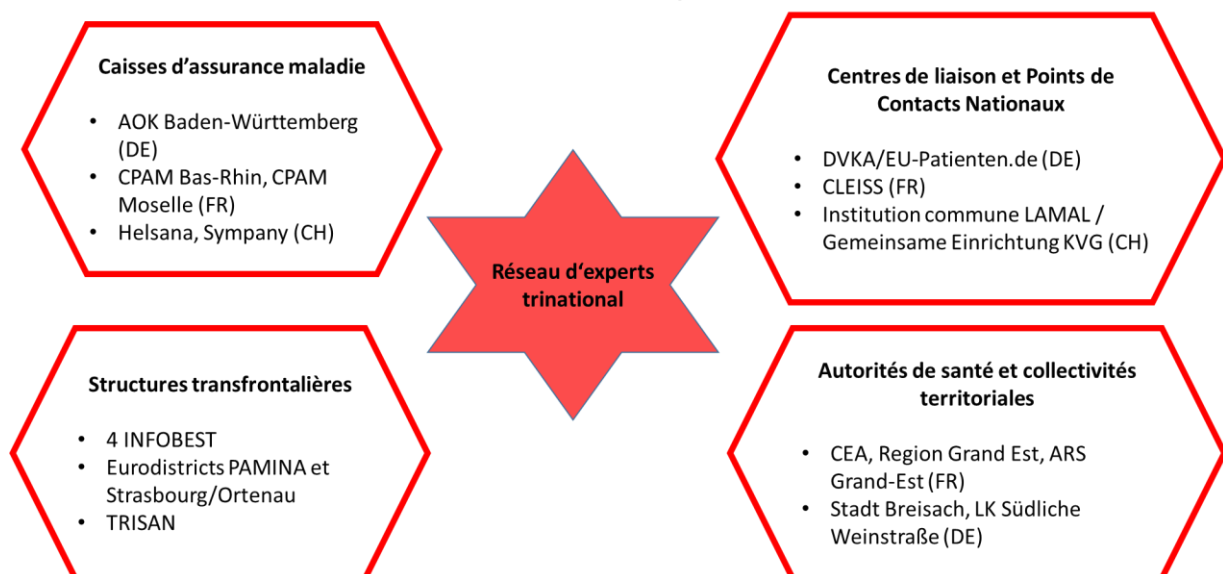 Caisses d'assurance maladie
• AOK Baden-Württemberg
(DE)
• CPAM Bas-Rhin, CPAM
Moselle (FR)
• Helsana, Sympany (CH)
Centres de liaison et Points de
Contacts Nationaux
• DVKA/EU-Patienten.de (DE)
• CLEISS (FR)
• Institution commune LAMAL /
Gemeinsame Einrichtung KVG (CH)
Réseau d‘experts
trinational
Structures transfrontalières
• 4 INFOBEST
• Eurodistricts PAMINA et
Strasbourg/Ortenau
• TRISAN
Autorités de santé et collectivités
territoriales
• CEA, Region Grand Est, ARS
Grand-Est (FR)
• Stadt Breisach, LK Südliche
Weinstraße (DE)